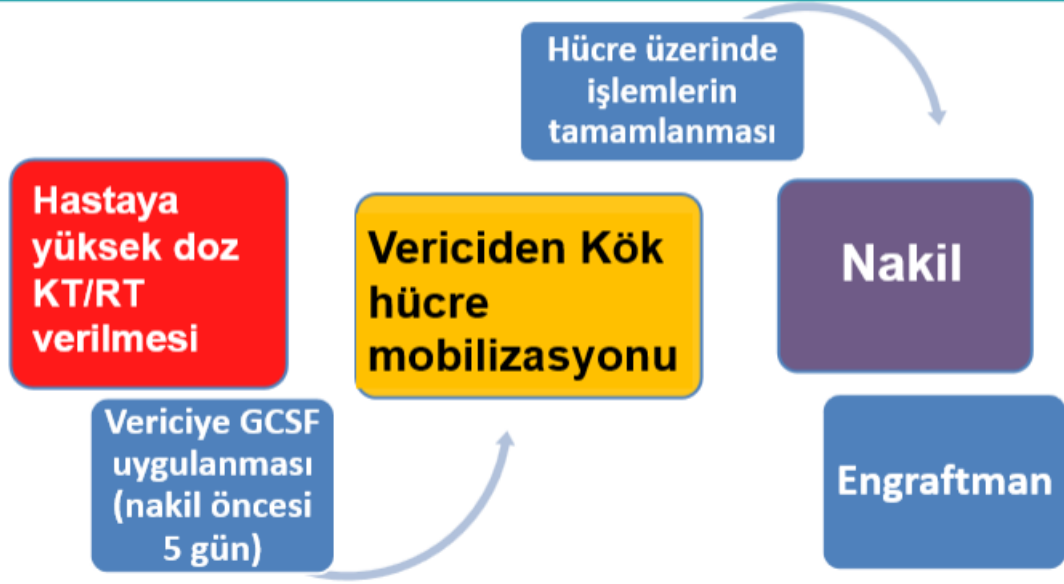 Hastaya
yüksek doz
KT/RT
verilmesi
Vericiye GCSF
uygulanması
(nakil öncesi
5 gün)
Vericiden Kök
hücre
mobilizasyonu
Hücre üzerinde
işlemlerin
tamamlanması
Nakil
Engraftman